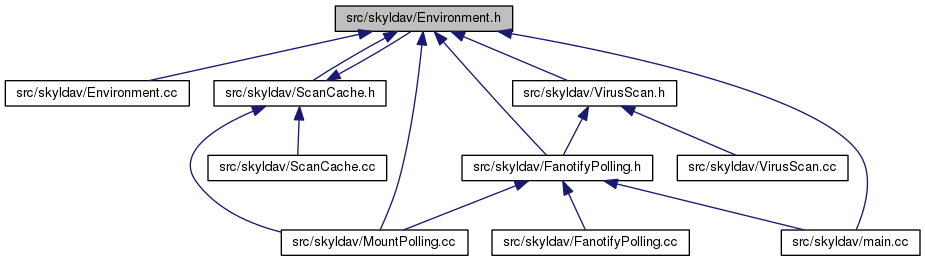 src/skyldav/Environment.h
src/skyldav/Environment.cc
src/skyldav/ScanCache.h
src/skyldav/VirusScan.h
src/skyldav/ScanCache.cc
src/skyldav/FanotifyPolling.h
src/skyldav/VirusScan.cc
src/skyldav/MountPolling.cc
src/skyldav/FanotifyPolling.cc
src/skyldav/main.cc